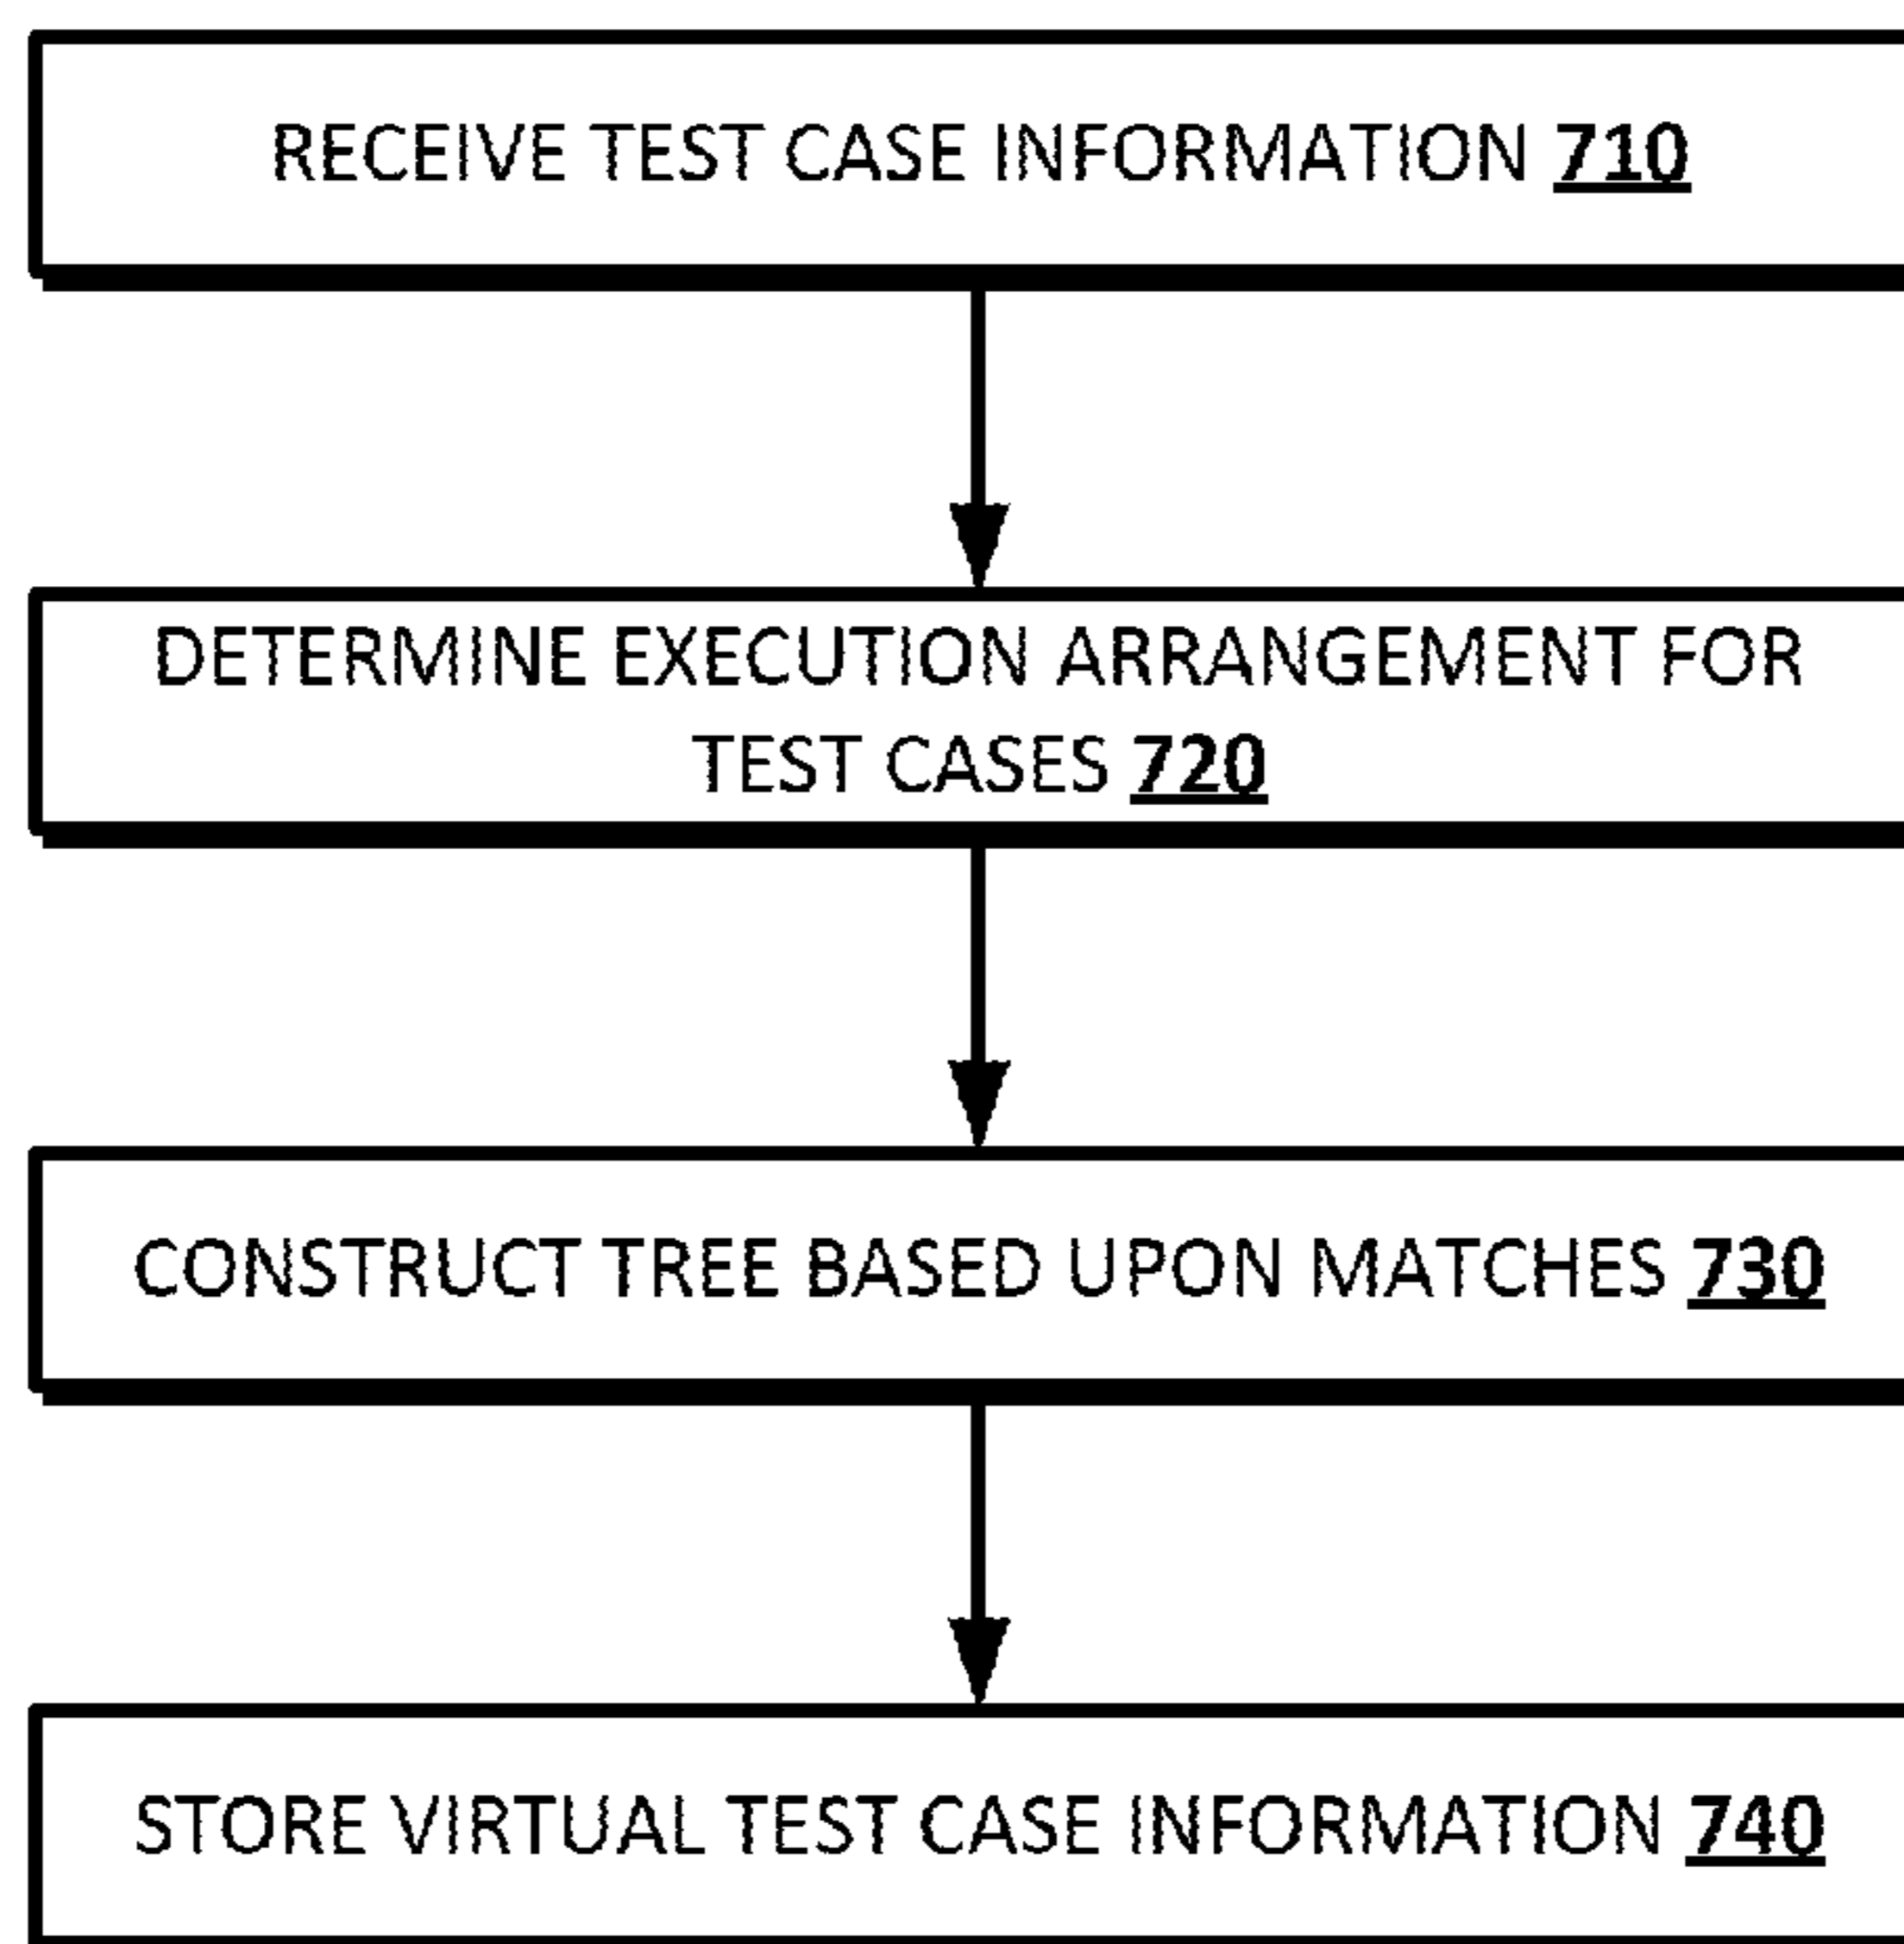 RECEIVE TEST CASE INFORMATION 710
DETERMINE EXECUTION ARRANGEMENT FOR
TEST CASES 720
CONSTRUCT TREE BASED UPON MATCHES 730
STORE VIRTUAL TEST CASE INFORMATION 740